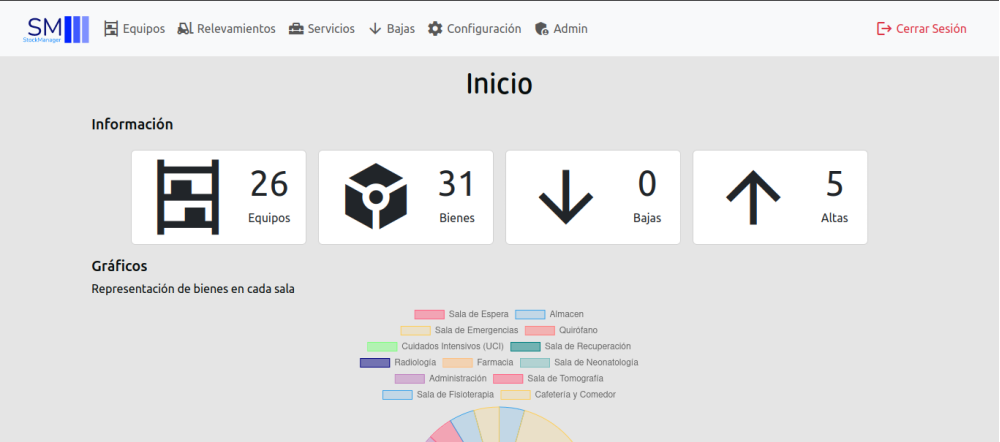 SM
StockManager
Equipos Relevamientos Servicios Bajas Configuración Admin Cerrar Sesión
Inicio
Información
26
Equipos
31
Bienes
0
Bajas
5
Altas
Gráficos
Representación de bienes en cada sala
Sala de Espera Almacen
Sala de Emergencias Quirófano
Cuidados Intensivos (UCI) Sala de Recuperación
Radiología Farmacia Sala de Neonatología
Administración Sala de Tomografía
Sala de Fisioterapia Cafetería y Comedor